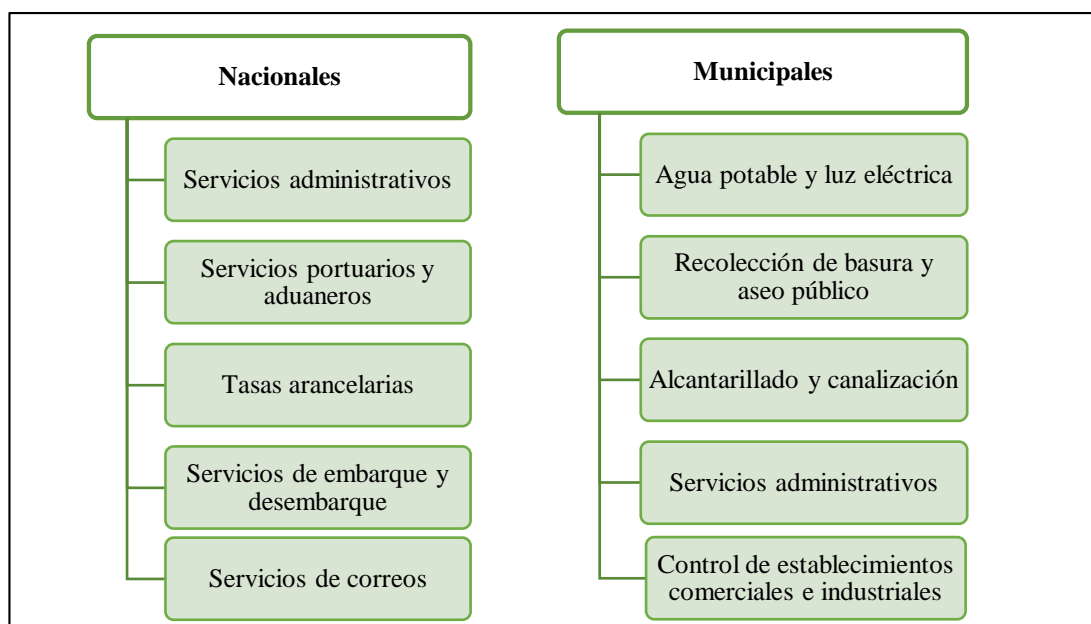 Nacionales
Servicios administrativos
Servicios portuarios y
aduaneros
Tasas arancelarias
Servicios de embarque y
desembarque
Servicios de correos
Municipales
Agua potable y luz eléctrica
Recolección de basura y
aseo público
Alcantarillado y canalización
Servicios administrativos
Control de establecimientos
comerciales e industriales